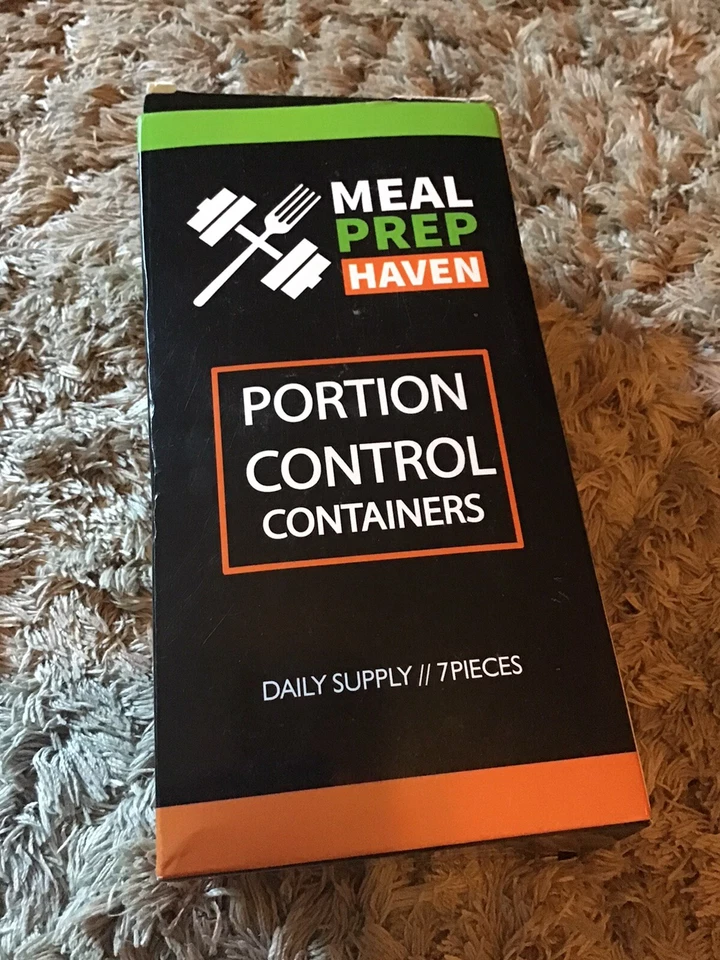 MEAL
PREP
HAVEN
PORTION
CONTROL
CONTAINERS
DAILY SUPPLY // 7PIECES